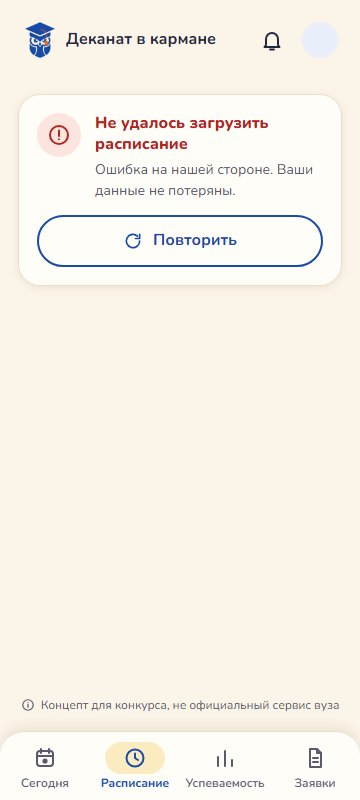 Деканат в кармане
Не удалось загрузить
расписание
Ошибка на нашей стороне. Ваши
данные не потеряны.
Повторить
Концепт для конкурса, не официальный сервис вуза
Сегодня
Расписание
Успеваемость
Заявки